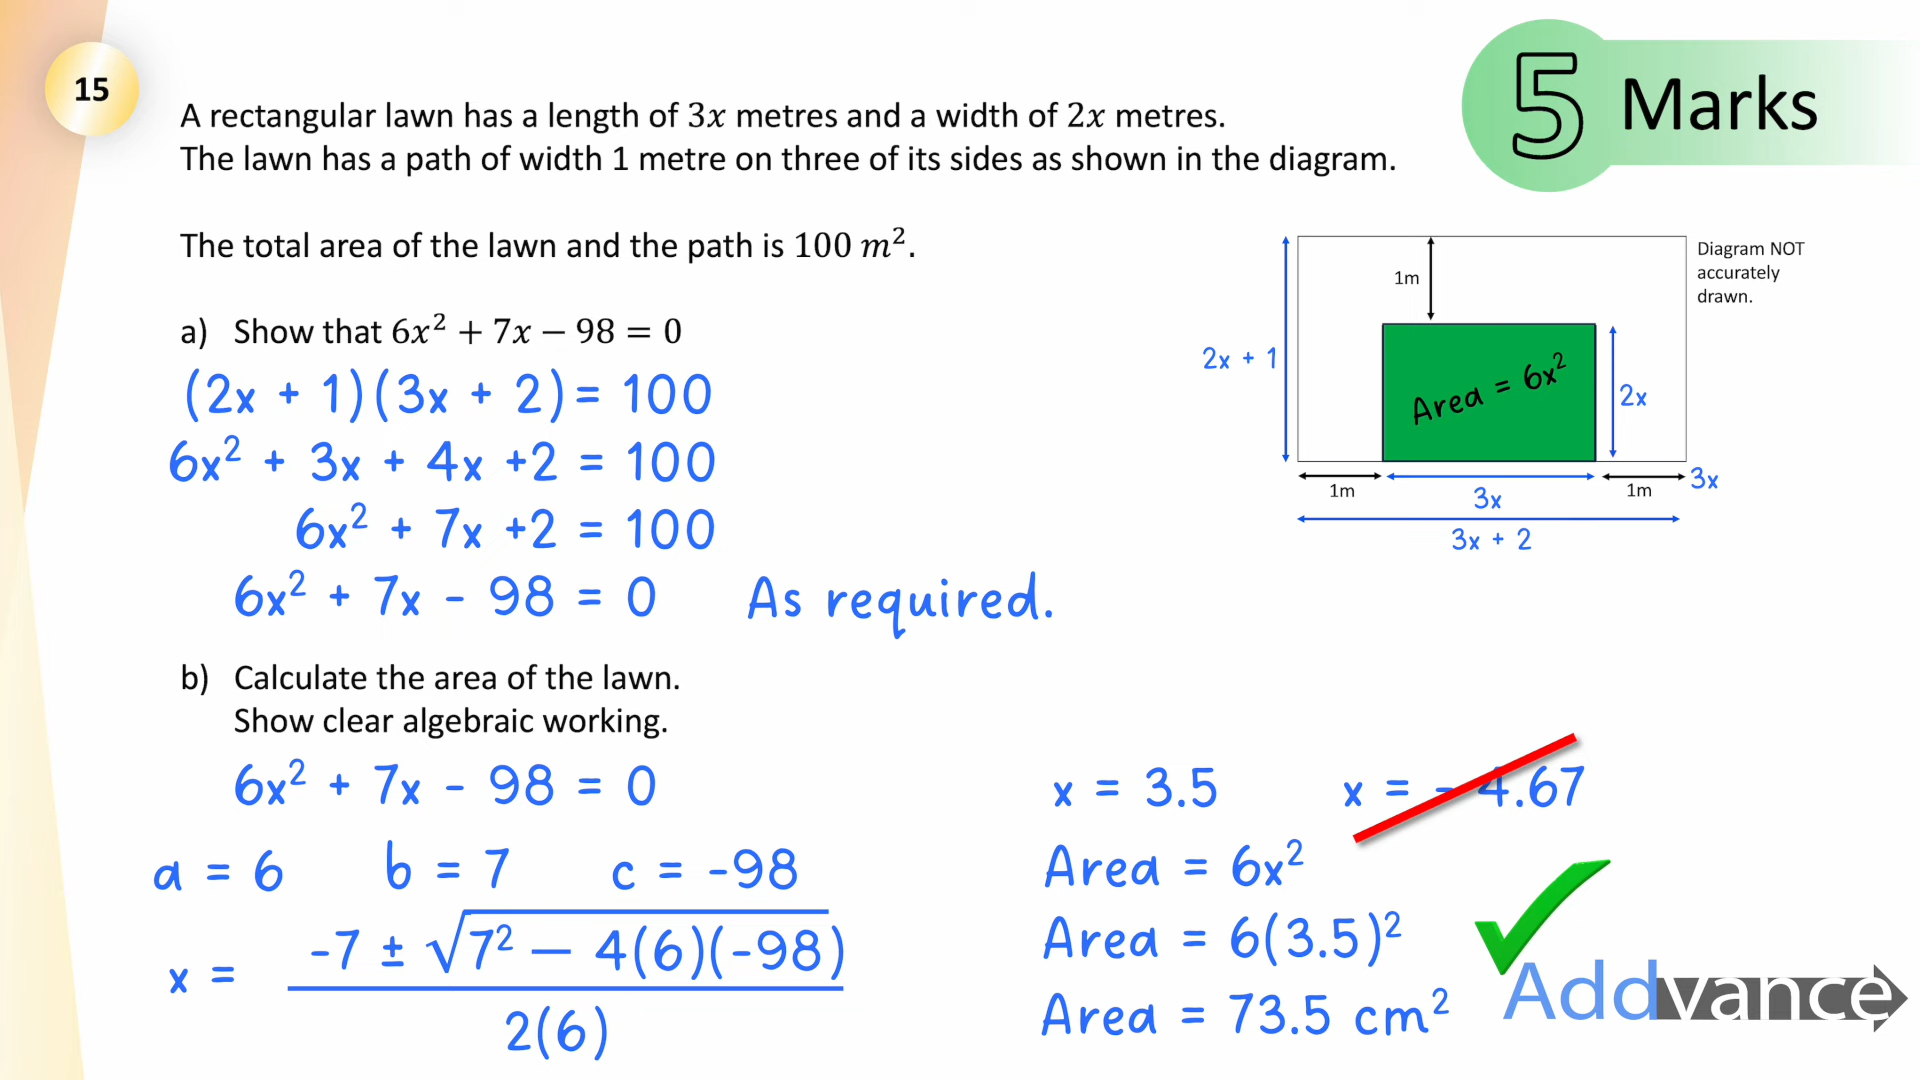 15
5 Marks
A rectangular lawn has a length of 3x metres and a width of 2x metres.
The lawn has a path of width 1 metre on three of its sides as shown in the diagram.
The total area of the lawn and the path is 100 m².
a) Show that 6x² + 7x − 98 = 0
(2x + 1)(3x + 2) = 100
6x² + 3x + 4x +2 = 100
6x² + 7x +2 = 100
6x² + 7x - 98 = 0 As required.
Diagram NOT
accurately
drawn.
1m
2x + 1
Area = 6x²
2x
1m
3x
1m
3x
3x + 2
b) Calculate the area of the lawn.
Show clear algebraic working.
6x² + 7x - 98 = 0
a = 6 b = 7 c = -98
x = -7 ± √7² — 4(6)(-98)
2(6)
x = 3.5 x = - 4.67
Area = 6x²
Area = 6(3.5)²
Area = 73.5 cm²
Addvance